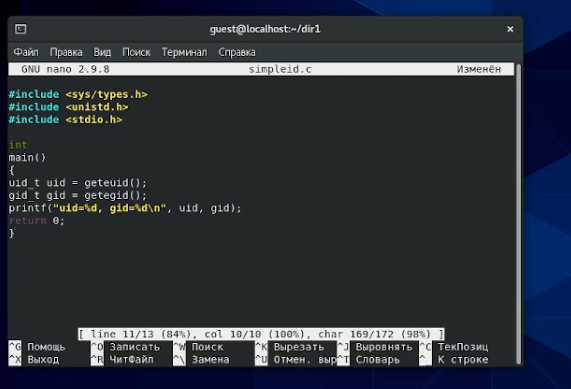 guest@localhost:~/dir1
Файл Правка Вид Поиск Терминал Справка
GNU nano 2.9.8 simpleid.c Изменён
#include <sys/types.h>
#include <unistd.h>
#include <stdio.h>
int
main()
{
uid_t uid = geteuid();
gid_t gid = getegid();
printf("uid=%d, gid=%d\n", uid, gid);
return 0;
}
[ line 11/13 (84%), col 10/10 (100%), char 169/172 (98%) ]
^G Помощь ^O Записать ^W Поиск ^K Вырезать ^J Выровнять ^C ТекПозиц
^X Выход ^R ЧитФайл ^\ Замена ^U Отмен. выр ^T Словарь ^_ К строке